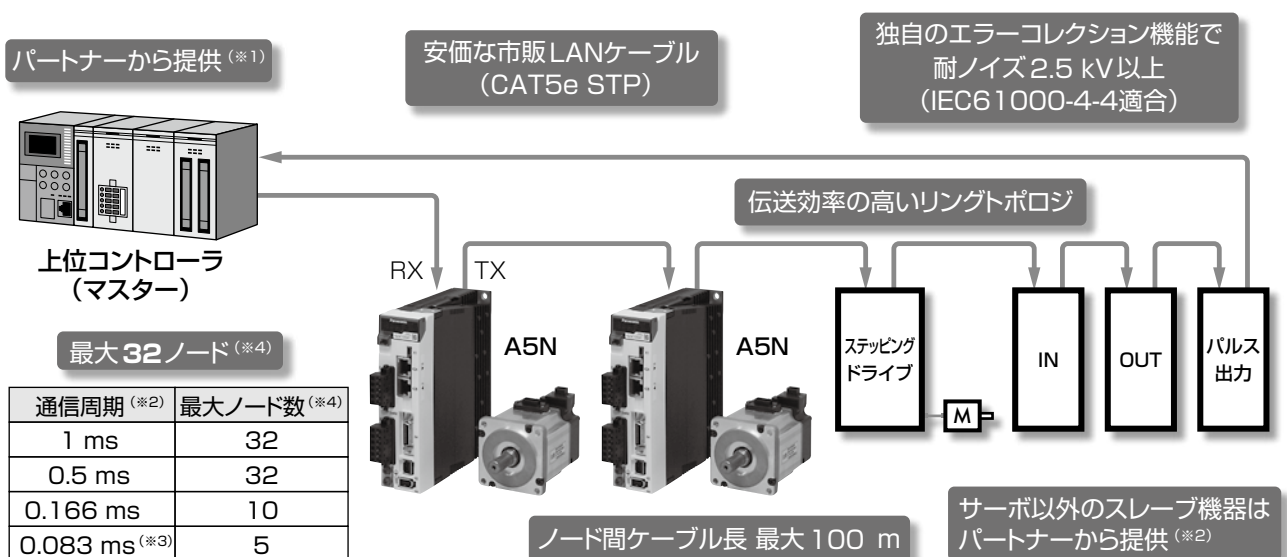 パートナーから提供(※1)
安価な市販LANケーブル
(CAT5e STP)
独自のエラーコレクション機能で
耐ノイズ2.5 kV以上
(IEC61000-4-4適合)
伝送効率の高いリングトポロジ
上位コントローラ
(マスター)
RX
TX
A5N
A5N
ステッピング
ドライブ
M
IN
OUT
パルス
出力
最大32ノード(※4)
通信周期(※2) 最大ノード数(※4)
1 ms 32
0.5 ms 32
0.166 ms 10
0.083 ms(※3) 5
ノード間ケーブル長 最大100 m
サーボ以外のスレーブ機器は
パートナーから提供(※2)